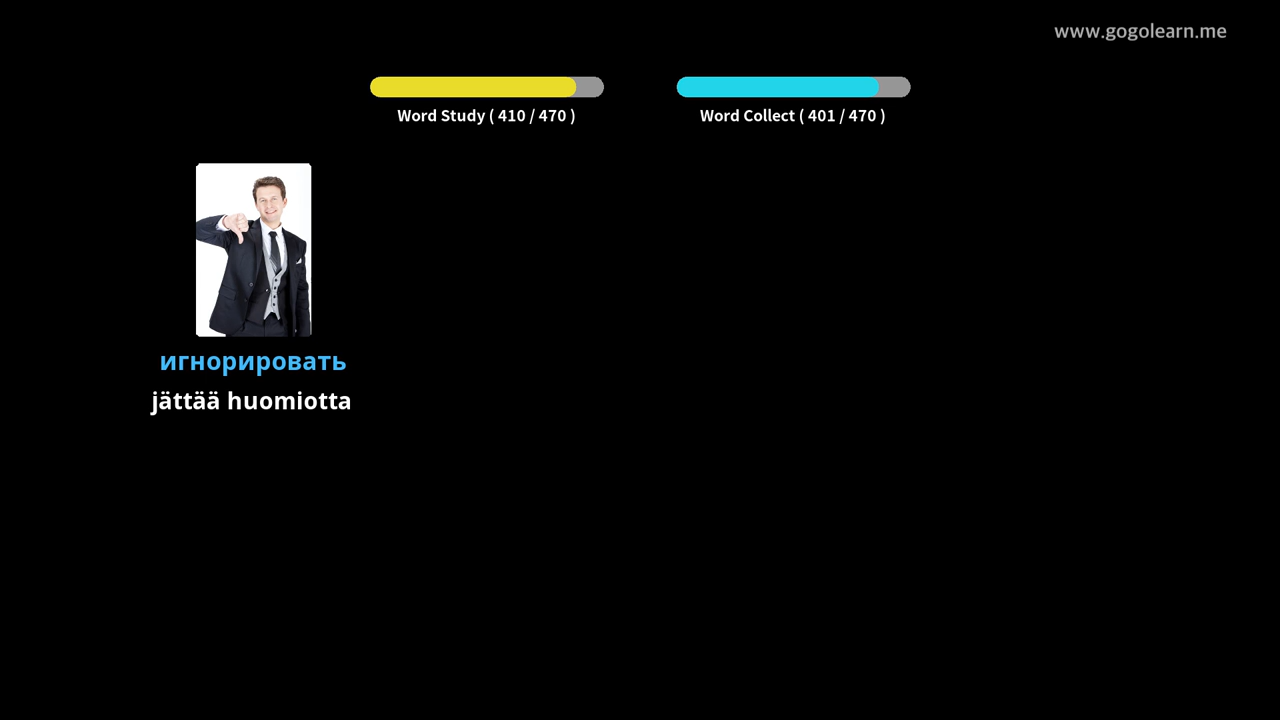 www.gogolearn.me
Word Study ( 410 / 470 )
Word Collect ( 401 / 470 )
игнорировать
jättää huomiotta